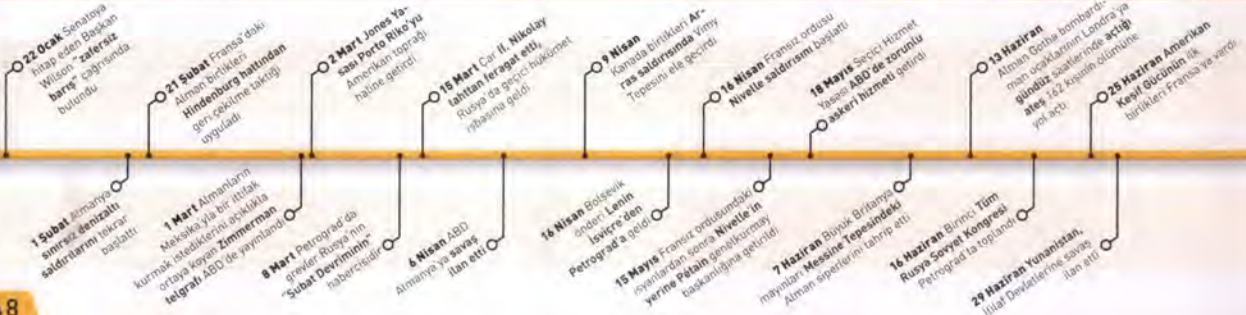 22 Ocak Senatoya
hitap eden Başkan
Wilson "zafersiz
barış" çağrısında
bulundu
21 Şubat Fransa'daki
Alman birlikleri
Hindenburg hattından
geri çekilme taktiği
uyguladı
2 Mart Jones Ya-
sası Porto Riko'yu
Amerikan toprağı
haline getirdi
15 Mart Çar II. Nikolay
tahttan feragat etti,
Rusya'da geçici hükümet
işbaşına geldi
9 Nisan
Kanada birlikleri Ar-
ras saldırısında Vimy
Tepesini ele geçirdi
16 Nisan Fransız ordusu
Nivelle saldırısını başlattı
18 Mayıs Seçici Hizmet
Yasası ABD'de zorunlu
askeri hizmeti getirdi
13 Haziran
Alman Gotha bombardı-
man uçaklarının Londra'ya
gündüz saatlerinde açtığı
ateş 162 kişinin ölümüne
yol açtı
25 Haziran Amerikan
Keşif Gücünün ilk
birlikleri Fransa'ya vardı
1 Şubat Almanya
sınırsız denizaltı
saldırılarını tekrar
başlattı
1 Mart Almanların
Meksika'yla bir ittifak
kurmak istediklerini açıklıkla
ortaya koyan Zimmerman
telgrafı ABD'de yayınlandı
8 Mart Petrograd'da
grevler Rusya'nın
"Şubat Devriminin"
habercisidir
6 Nisan ABD
Almanya'ya savaş
ilan etti
16 Nisan Bolşevik
önderi Lenin
İsviçre'den
Petrograd'a geldi
15 Mayıs Fransız ordusundaki
isyanlardan sonra Nivelle'in
yerine Pétain genelkurmay
başkanlığına getirildi
7 Haziran Büyük Britanya
mayınları Messine Tepesindeki
Alman siperlerini tahrip etti
16 Haziran Birinci Tüm
Rusya Sovyet Kongresi
Petrograd'ta toplandı
29 Haziran Yunanistan,
İtilaf Devletlerine savaş
ilan etti